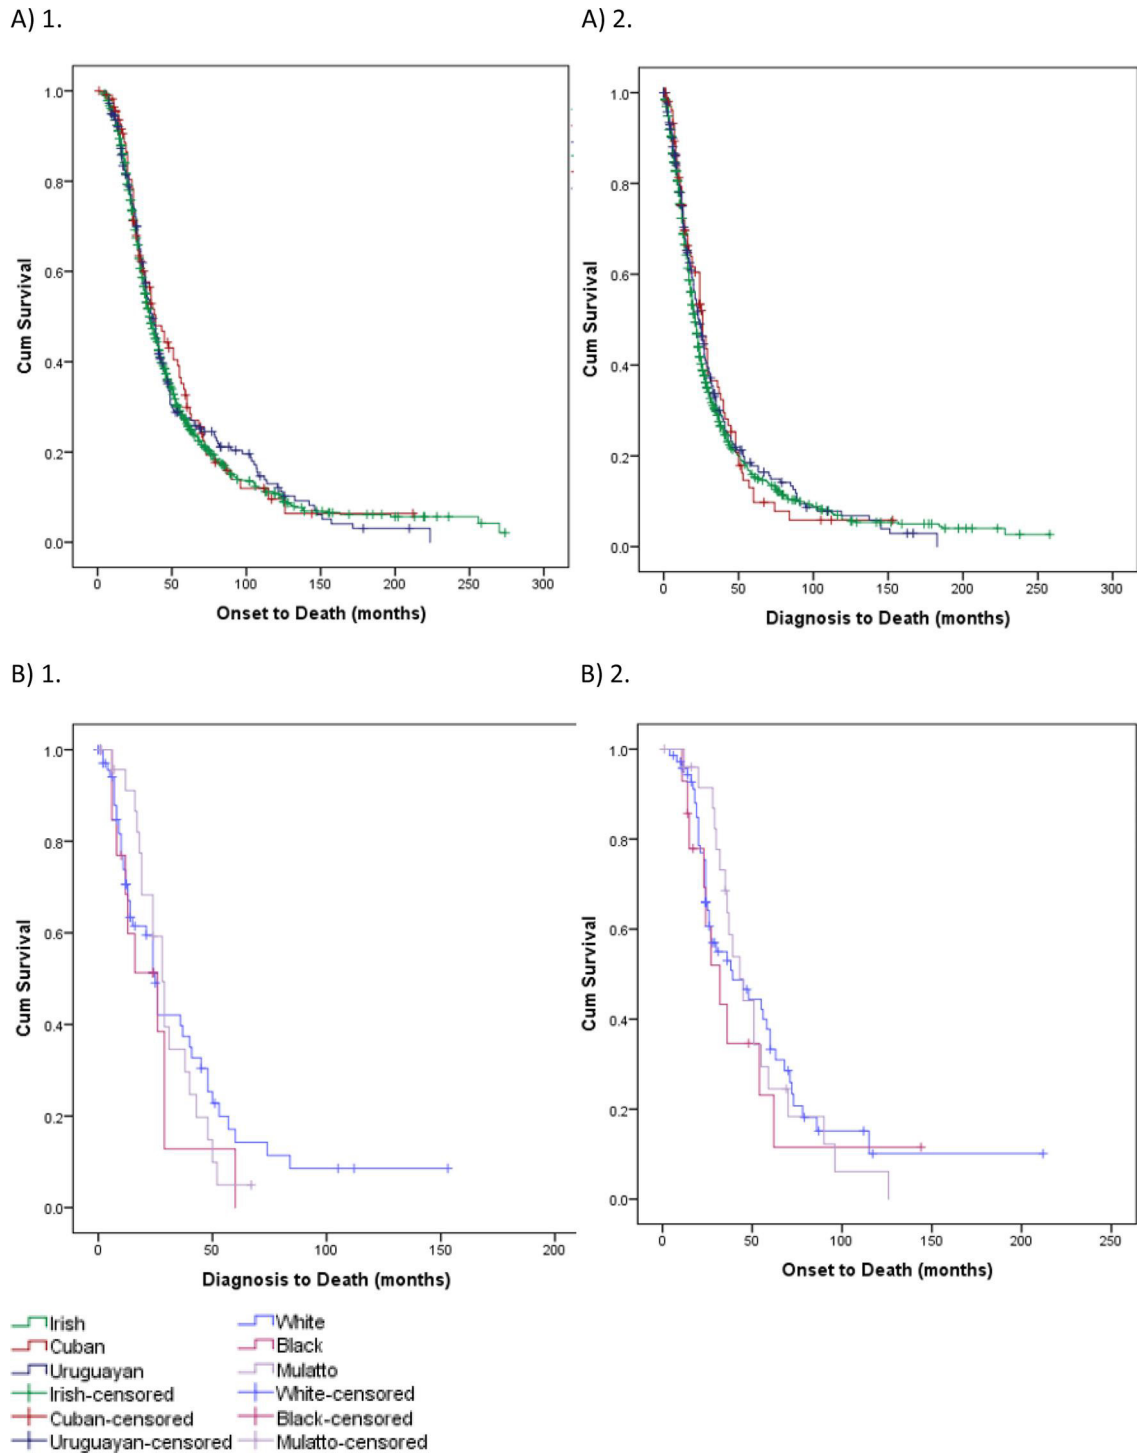 A) 1.
A) 2.
Cum Survival
1.0
0.8
0.6
0.4
0.2
0.0
0 50 100 150 200 250 300
Onset to Death (months)
Cum Survival
1.0
0.8
0.6
0.4
0.2
0.0
0 50 100 150 200 250 300
Diagnosis to Death (months)
B) 1.
B) 2.
Cum Survival
1.0
0.8
0.6
0.4
0.2
0.0
0 50 100 150 200
Diagnosis to Death (months)
Cum Survival
1.0
0.8
0.6
0.4
0.2
0.0
0 50 100 150 200 250
Onset to Death (months)
Irish
Cuban
Uruguayan
Irish-censored
Cuban-censored
Uruguayan-censored
White
Black
Mulatto
White-censored
Black-censored
Mulatto-censored